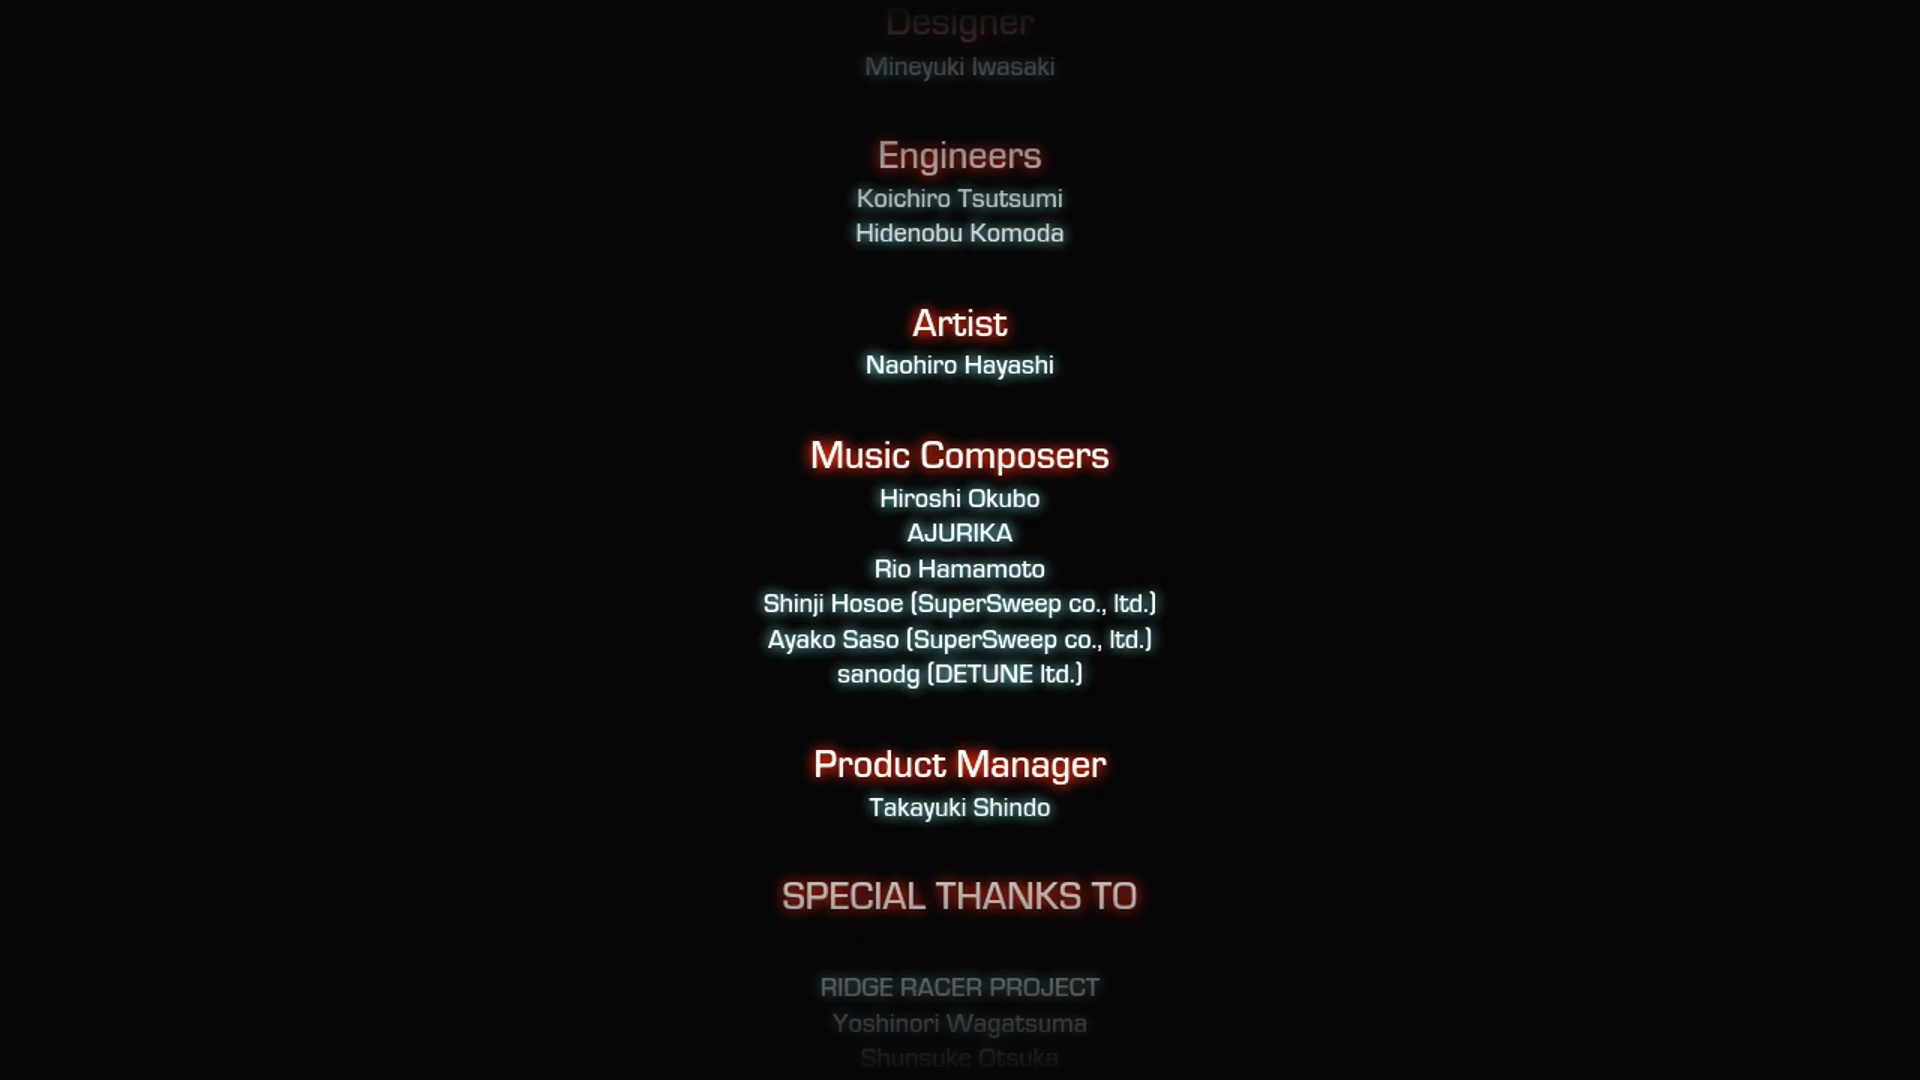 Designer
Mineyuki Iwasaki
Engineers
Koichiro Tsutsumi
Hidenobu Komoda
Artist
Naohiro Hayashi
Music Composers
Hiroshi Okubo
AJURIKA
Rio Hamamoto
Shinji Hosoe (SuperSweep co., ltd.)
Ayako Saso (SuperSweep co., ltd.)
sanodg (DETUNE ltd.)
Product Manager
Takayuki Shindo
SPECIAL THANKS TO
RIDGE RACER PROJECT
Yoshinori Wagatsuma
Shunsuke Otsuka